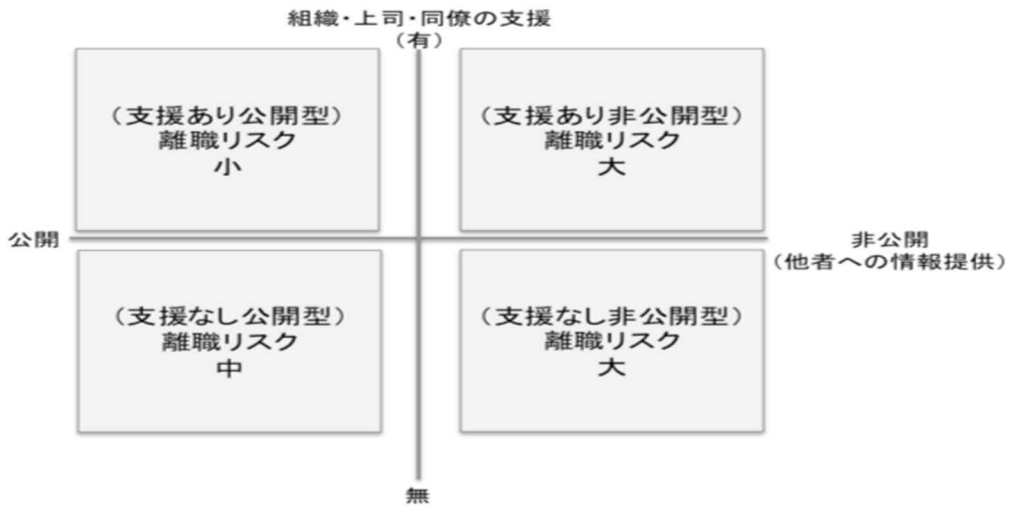 組織・上司・同僚の支援
（有）
（支援あり公開型）
離職リスク
小
（支援あり非公開型）
離職リスク
大
公開
非公開
（他者への情報提供）
（支援なし公開型）
離職リスク
中
（支援なし非公開型）
離職リスク
大
無